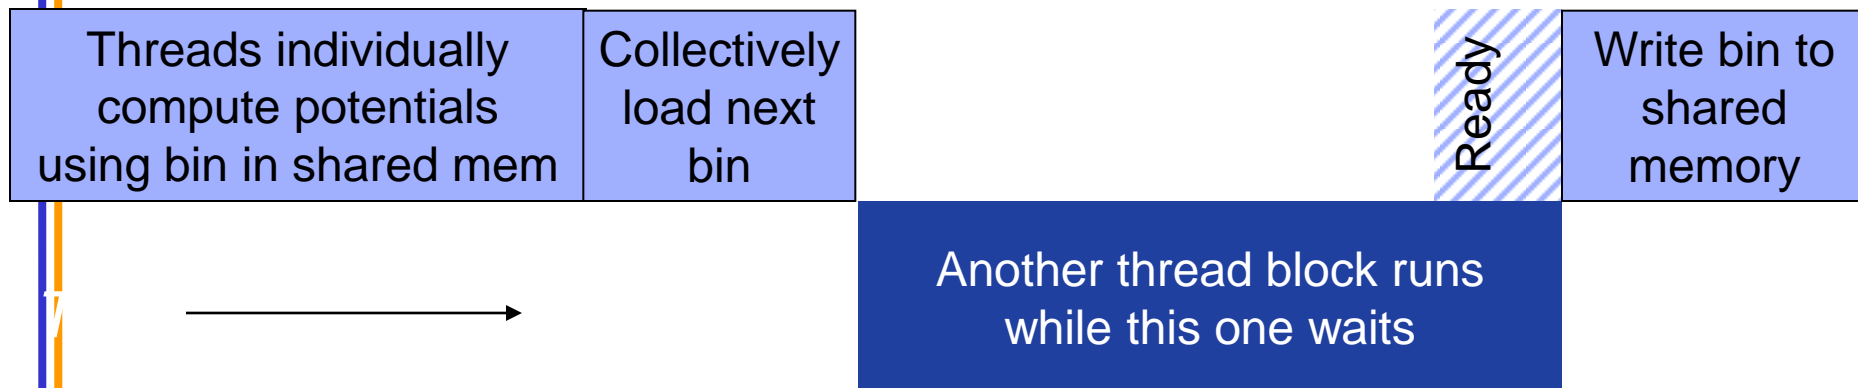 Threads individually
compute potentials
using bin in shared mem
Collectively
load next
bin
Ready
Write bin to
shared
memory
Another thread block runs
while this one waits